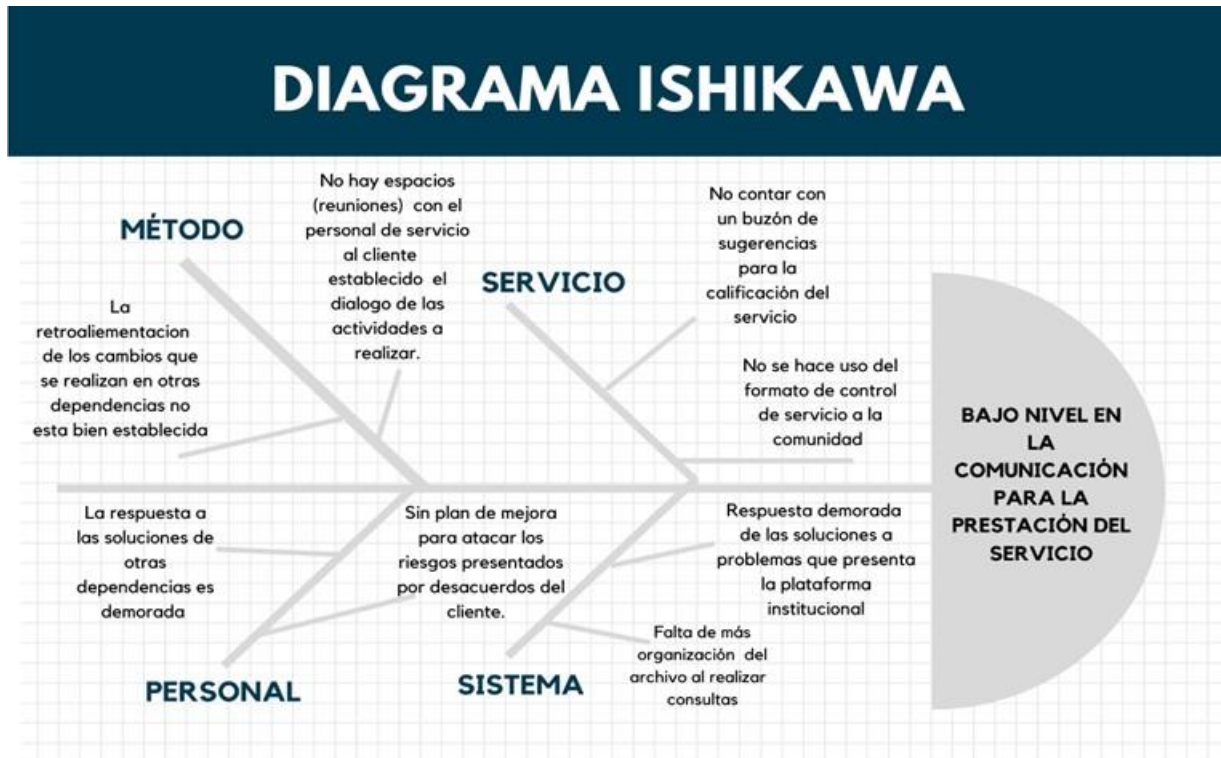 DIAGRAMA ISHIKAWA
MÉTODO
No hay espacios
(reuniones) con el
personal de servicio
al cliente
establecido el
dialogo de las
actividades a
realizar.
La
retroaliementacion
de los cambios que
se realizan en otras
dependencias no
esta bien establecida
SERVICIO
No contar con
un buzón de
sugerencias
para la
calificación del
servicio
No se hace uso del
formato de control
de servicio a la
comunidad
BAJO NIVEL EN
LA
COMUNICACIÓN
PARA LA
PRESTACIÓN DEL
SERVICIO
La respuesta a
las soluciones de
otras
dependencias es
demorada
PERSONAL
Sin plan de mejora
para atacar los
riesgos presentados
por desacuerdos del
cliente.
SISTEMA
Respuesta demorada
de las soluciones a
problemas que presenta
la plataforma
institucional
Falta de más
organización del
archivo al realizar
consultas